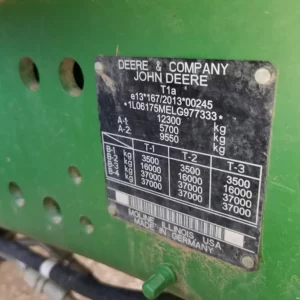 DEERE & COMPANY
JOHN DEERE
T1a
e13*167/2013*00245
*1L06175MELG977333*
12300 kg
A-1: 5700 kg
A-2: 9550 kg
T-1 T-2 T-3
B-1 kg 3500 3500 3500
B-2 kg 16000 16000 16000
B-3 kg 37000 37000 37000
B-4 kg 37000 37000 37000
MOLINE ILLINOIS, USA
MADE IN GERMANY